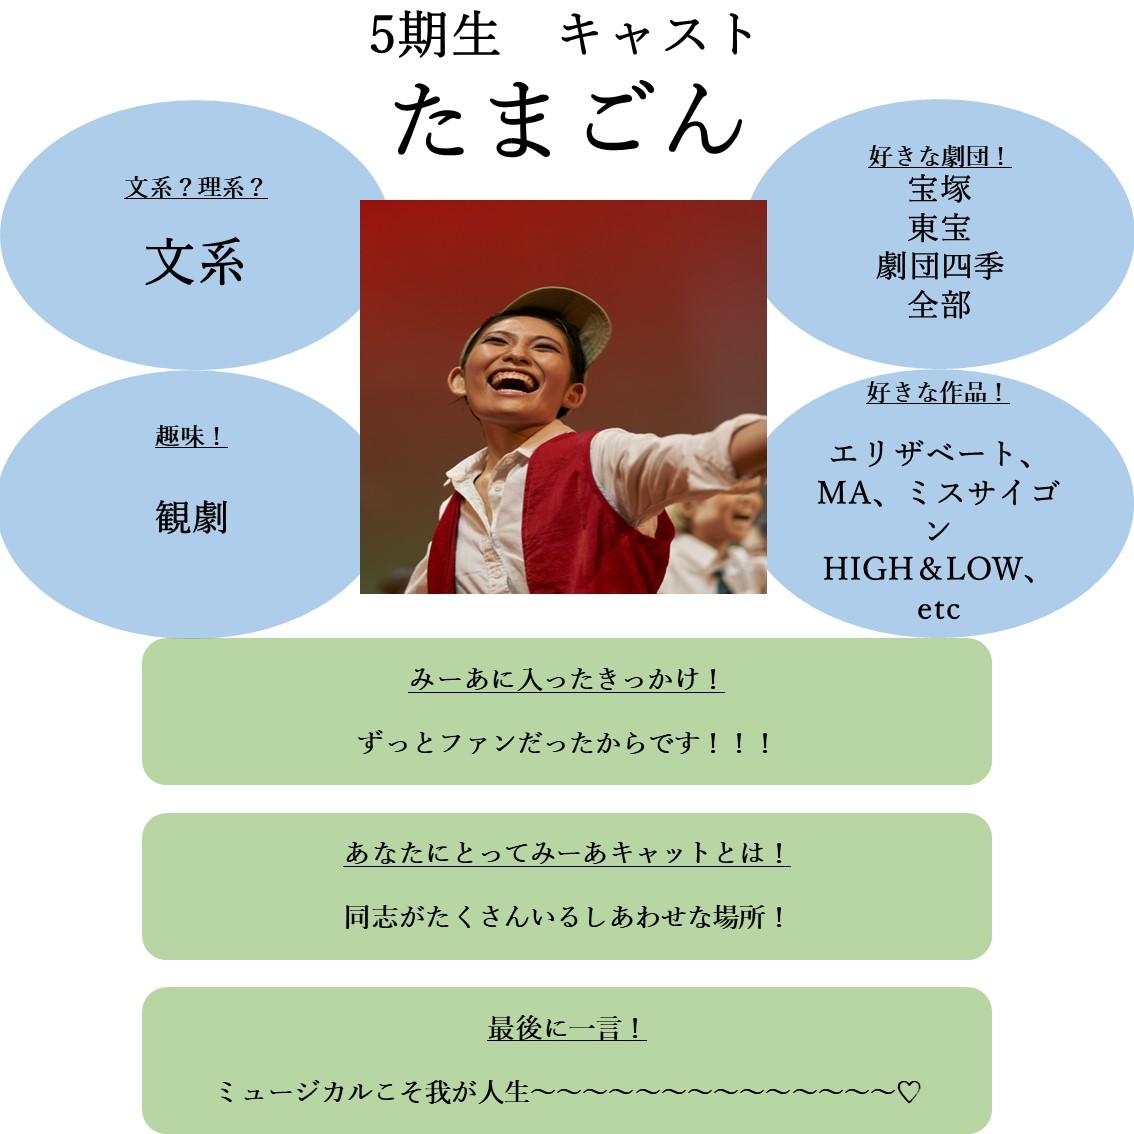 5期生　キャスト
たまごん
文系？理系？
文系
好きな劇団！
宝塚
東宝
劇団四季
全部
趣味！
観劇
好きな作品！
エリザベート、
MA、ミスサイゴ
ン
HIGH＆LOW、
etc
みーあに入ったきっかけ！
ずっとファンだったからです！！！
あなたにとってみーあキャットとは！
同志がたくさんいるしあわせな場所！
最後に一言！
ミュージカルこそ我が人生〜〜〜〜〜〜〜〜〜〜〜〜〜〜♡